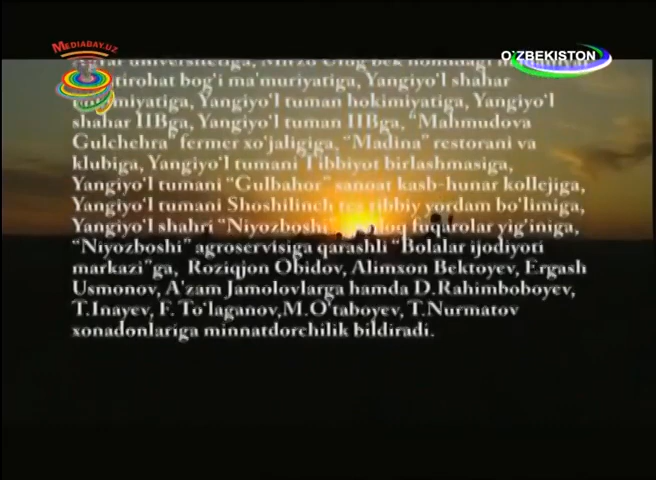 MEDIABAY.UZ
O'ZBEKISTON
universitetiga, Mirzo Ulug'bek nomidagi
bog'i ma'muriyatiga, Yangiyo'l shahar
Yangiyo'l tuman hokimiyatiga, Yangiyo'l
shahar IIBga, Yangiyo'l tuman IIBga, "Mahmudova
Gulchehra" fermer xo'jaligiga, "Madina" restorani va
klubiga, Yangiyo'l tumani Tibbiyot birlashmasiga,
Yangiyo'l tumani "Gulbahor" sanoat kasb-hunar kollejiga,
Yangiyo'l tumani Shoshilinch tez tibbiy yordam bo'limiga,
Yangiyo'l shahri "Niyozboshi" fuqarolar yig'iniga,
"Niyozboshi" agroservisiga qarashli "Bolalar ijodiyori
markazi"ga, Roziqjon Obidov, Alimxon Bektoyev, Ergash
Usmonov, A'zam Jamolovlarga hamda D.Rahimboboyev,
T.Inayev, F. To'laganov,M.O'taboyev, T.Nurmatov
xonadonlariga minnatdorchilik bildiradi.